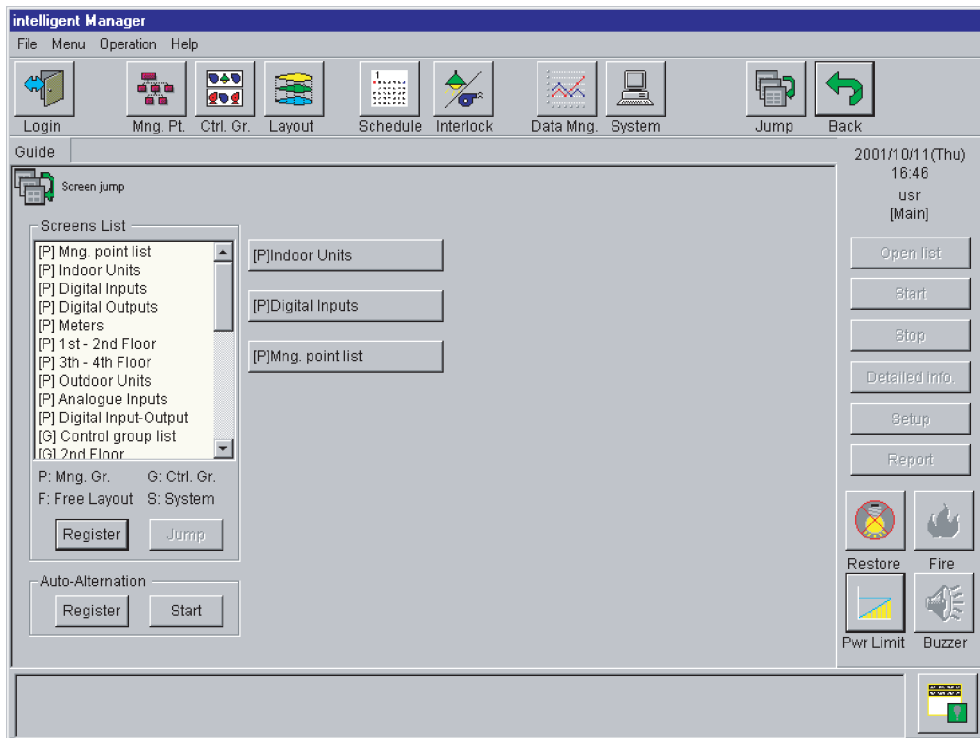 intelligent Manager
File Menu Operation Help
Login Mng. Pt. Ctrl. Gr. Layout Schedule Interlock Data Mng. System Jump Back
Guide
2001/10/11(Thu)
16:46
usr
[Main]
Screen jump
Screens List
[P] Mng. point list
[P] Indoor Units
[P] Digital Inputs
[P] Digital Outputs
[P] Meters
[P] 1st - 2nd Floor
[P] 3th - 4th Floor
[P] Outdoor Units
[P] Analogue Inputs
[P] Digital Input-Output
[G] Control group list
[G] 2nd Floor
[P]Indoor Units
[P]Digital Inputs
[P]Mng. point list
P: Mng. Gr. G: Ctrl. Gr.
F: Free Layout S: System
Register Jump
Auto-Alternation
Register Start
Open list
Start
Stop
Detailed info.
Setup
Report
Restore Fire
Pwr Limit Buzzer